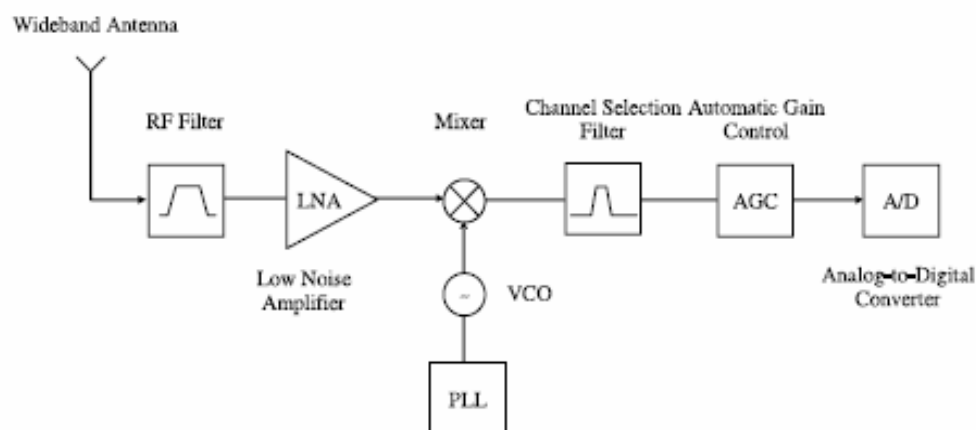 Wideband Antenna
RF Filter
Mixer
Channel Selection
Filter
Automatic Gain
Control
LNA
AGC
A/D
Low Noise
Amplifier
~
VCO
Analog-to-Digital
Converter
PLL